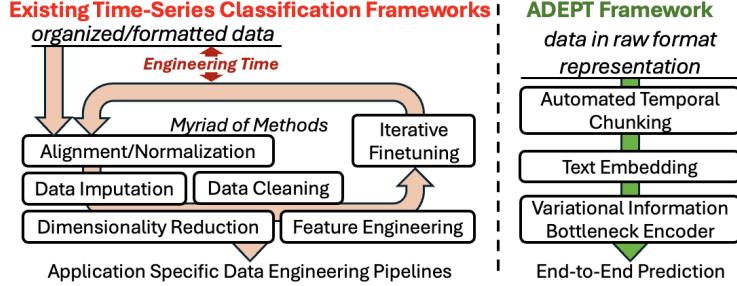 Existing Time-Series Classification Frameworks
organized/formatted data
Engineering Time
Myriad of Methods
Iterative
Finetuning
Alignment/Normalization
Data Imputation
Data Cleaning
Dimensionality Reduction
Feature Engineering
Application Specific Data Engineering Pipelines
ADEPT Framework
data in raw format
representation
Automated Temporal
Chunking
Text Embedding
Variational Information
Bottleneck Encoder
End-to-End Prediction